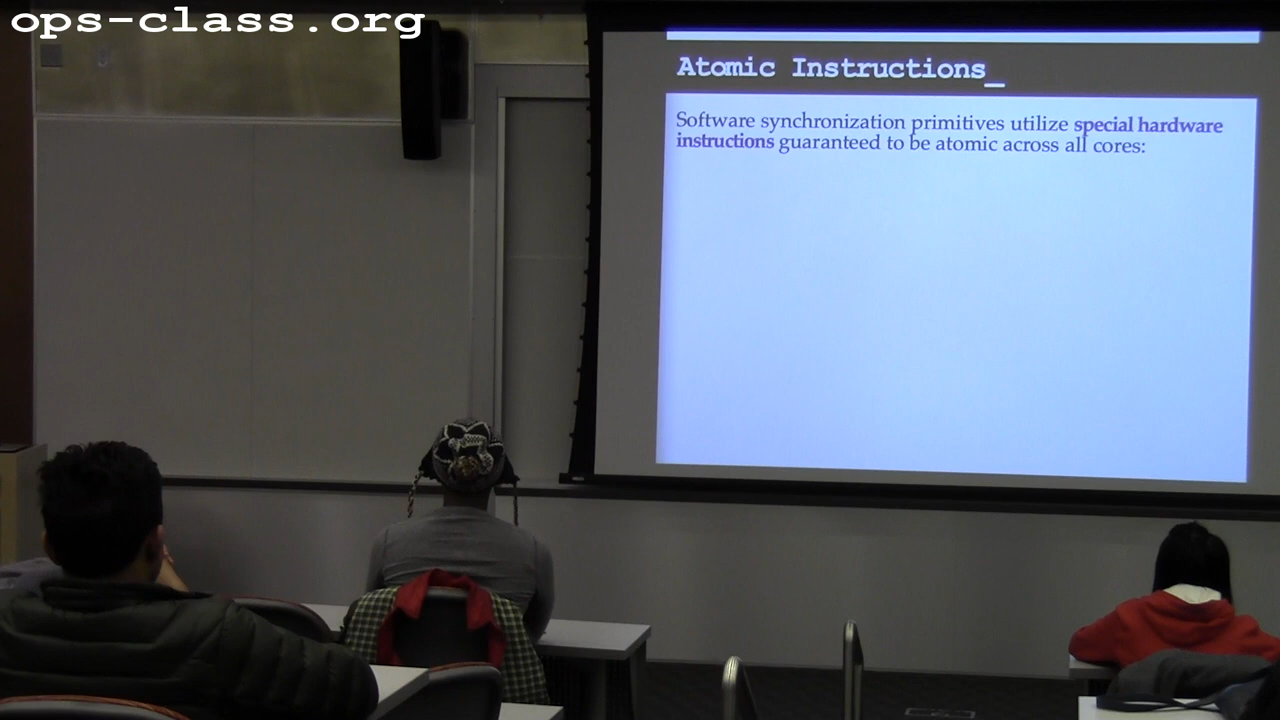 ops-class.org
Atomic Instructions_
Software synchronization primitives utilize special hardware
instructions guaranteed to be atomic across all cores: